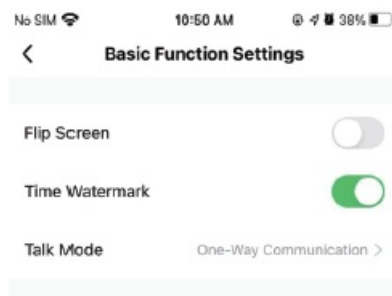 No SIM 10:50 AM 38%
Basic Function Settings
Flip Screen
Time Watermark
Talk Mode One-Way Communication >